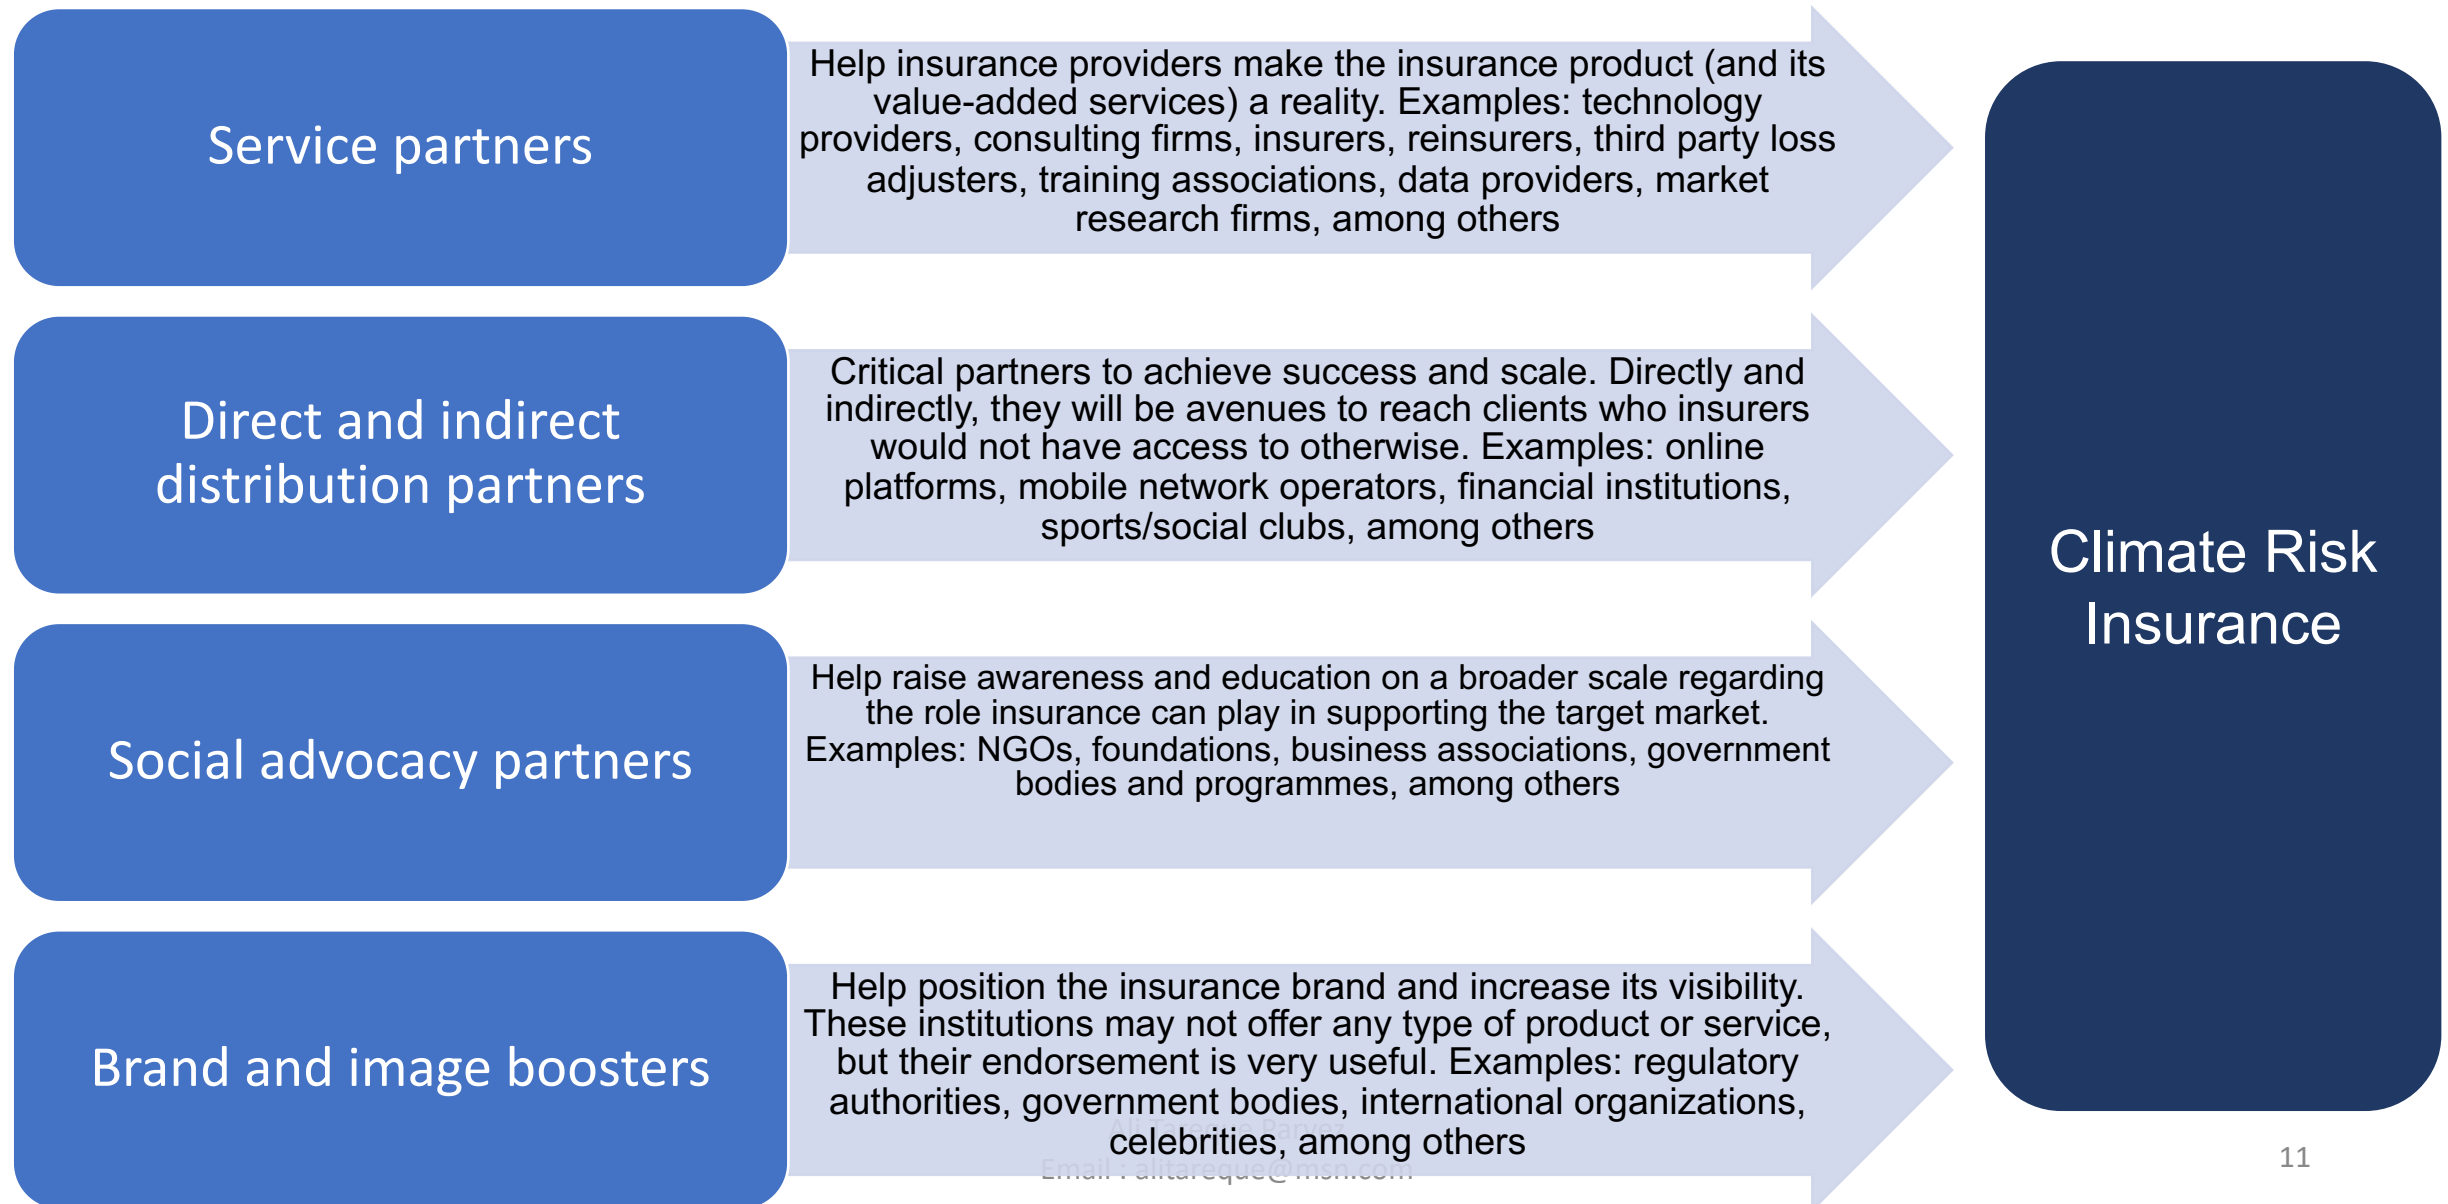 Service partners
Help insurance providers make the insurance product (and its
value-added services) a reality. Examples: technology
providers, consulting firms, insurers, reinsurers, third party loss
adjusters, training associations, data providers, market
research firms, among others
Direct and indirect
distribution partners
Critical partners to achieve success and scale. Directly and
indirectly, they will be avenues to reach clients who insurers
would not have access to otherwise. Examples: online
platforms, mobile network operators, financial institutions,
sports/social clubs, among others
Social advocacy partners
Help raise awareness and education on a broader scale regarding
the role insurance can play in supporting the target market.
Examples: NGOs, foundations, business associations, government
bodies and programmes, among others
Brand and image boosters
Help position the insurance brand and increase its visibility.
These institutions may not offer any type of product or service,
but their endorsement is very useful. Examples: regulatory
authorities, government bodies, international organizations,
celebrities, among others
Climate Risk
Insurance
Ali Tareque Parvez
Email : alitareque@msn.com
11